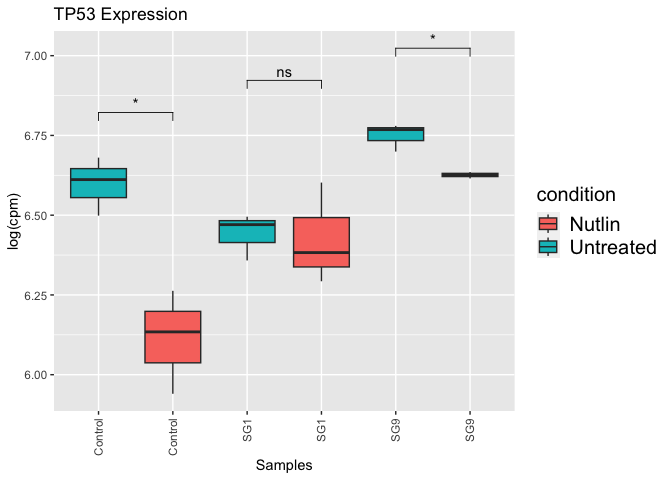 TP53 Expression
*
ns
*
7.00
6.75
6.50
6.25
6.00
log(cpm)
Control
Control
SG1
SG1
SG9
SG9
Samples
condition
Nutlin
Untreated